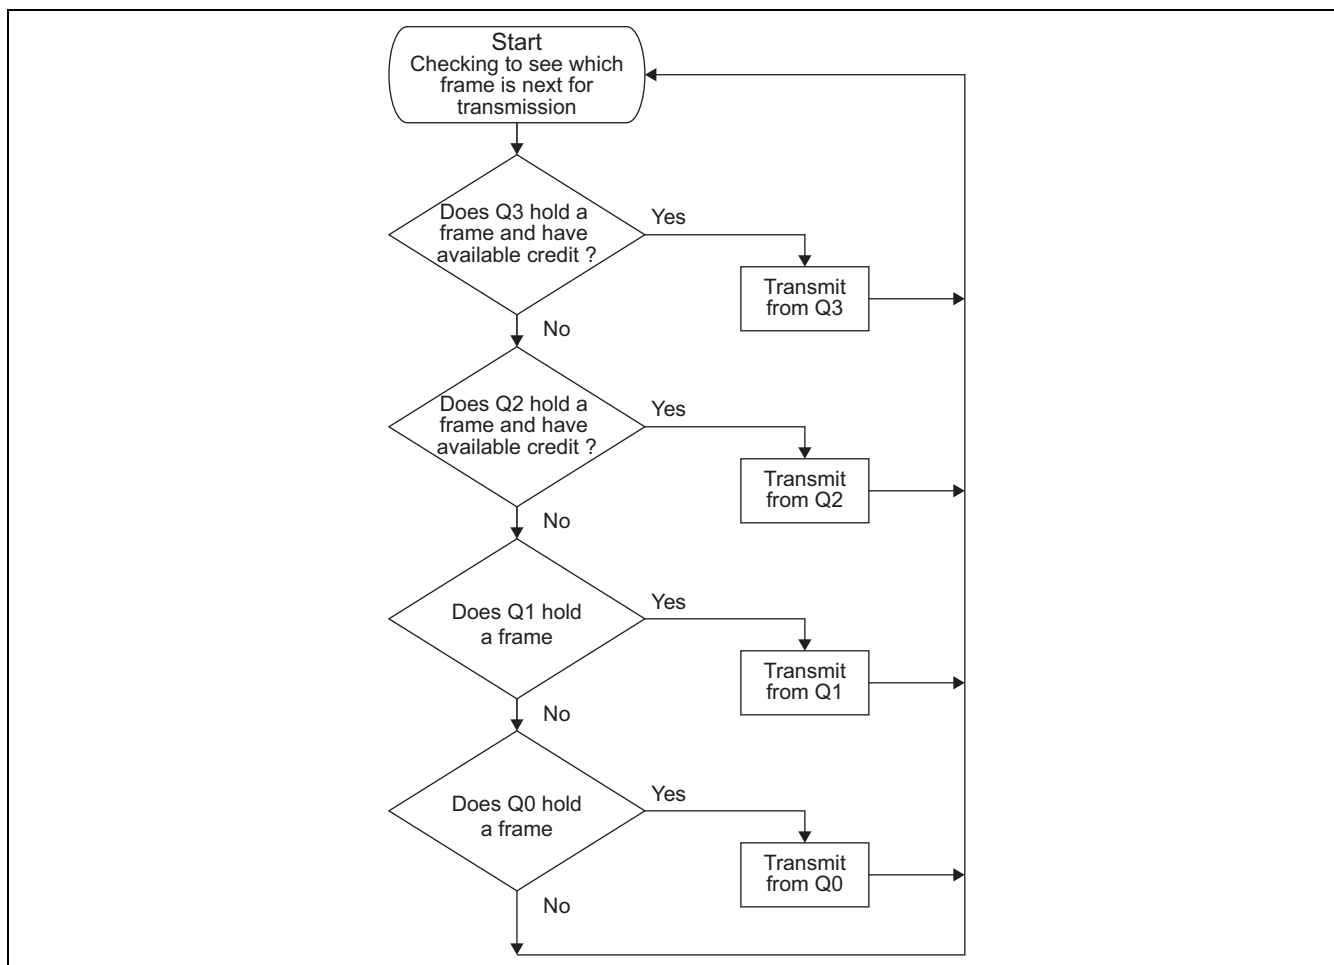 Start
Checking to see which
frame is next for
transmission
Does Q3 hold a
frame and have
available credit ?
Yes
Transmit
from Q3
No
Does Q2 hold a
frame and have
available credit ?
Yes
Transmit
from Q2
No
Does Q1 hold
a frame
Yes
Transmit
from Q1
No
Does Q0 hold
a frame
Yes
Transmit
from Q0
No